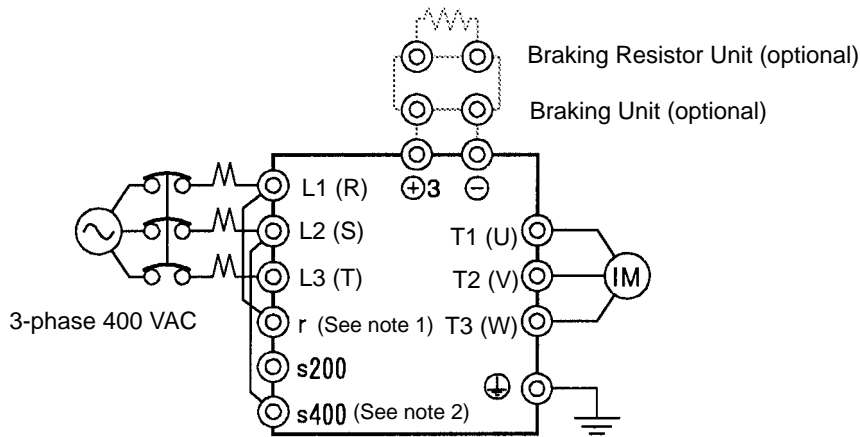 Braking Resistor Unit (optional)
Braking Unit (optional)
L1 (R)
⊕3
⊖
L2 (S)
T1 (U)
L3 (T)
T2 (V)
IM
3-phase 400 VAC
r (See note 1)
T3 (W)
s200
s400 (See note 2)